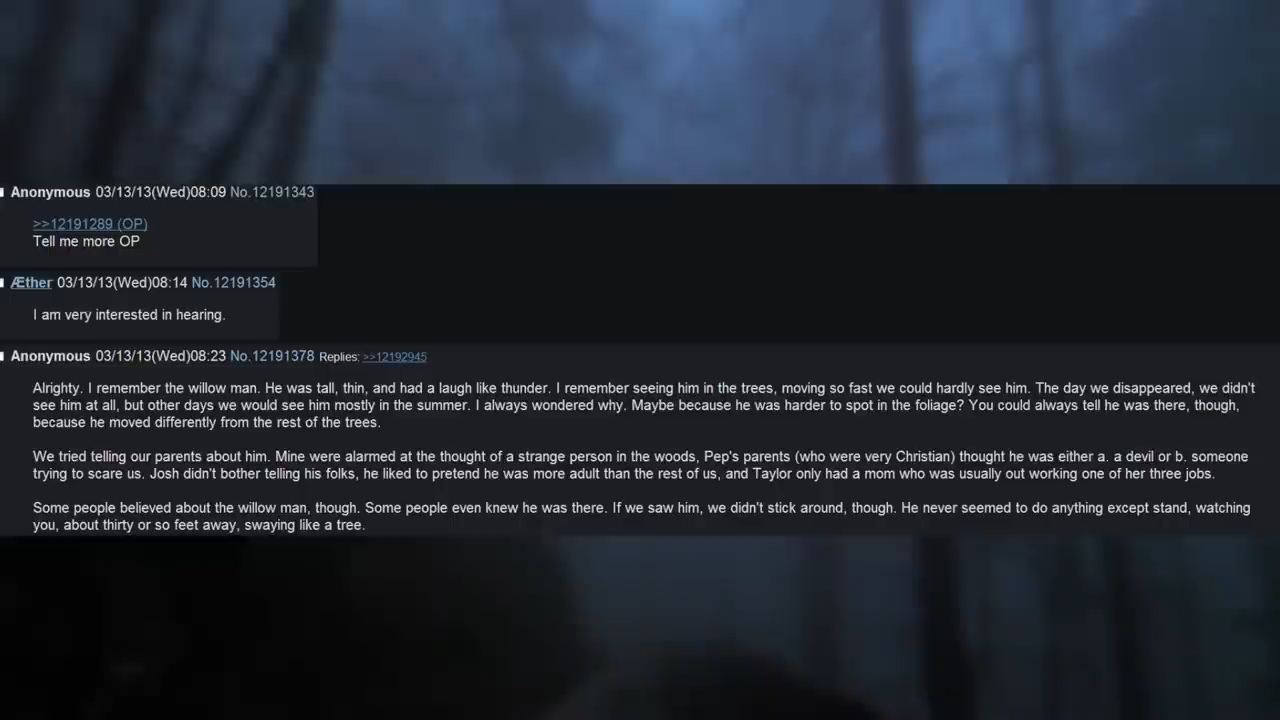 Anonymous 03/13/13(Wed)08:09 No.12191343
>>12191289 (OP)
Tell me more OP
Æther 03/13/13(Wed)08:14 No.12191354
I am very interested in hearing.
Anonymous 03/13/13(Wed)08:23 No.12191378 Replies: >>12192945
Alrighty. I remember the willow man. He was tall, thin, and had a laugh like thunder. I remember seeing him in the trees, moving so fast we could hardly see him. The day we disappeared, we didn't
see him at all, but other days we would see him mostly in the summer. I always wondered why. Maybe because he was harder to spot in the foliage? You could always tell he was there, though,
because he moved differently from the rest of the trees.
We tried telling our parents about him. Mine were alarmed at the thought of a strange person in the woods, Pep's parents (who were very Christian) thought he was either a. a devil or b. someone
trying to scare us. Josh didn't bother telling his folks, he liked to pretend he was more adult than the rest of us, and Taylor only had a mom who was usually out working one of her three jobs.
Some people believed about the willow man, though. Some people even knew he was there. If we saw him, we didn't stick around, though. He never seemed to do anything except stand, watching
you, about thirty or so feet away, swaying like a tree.